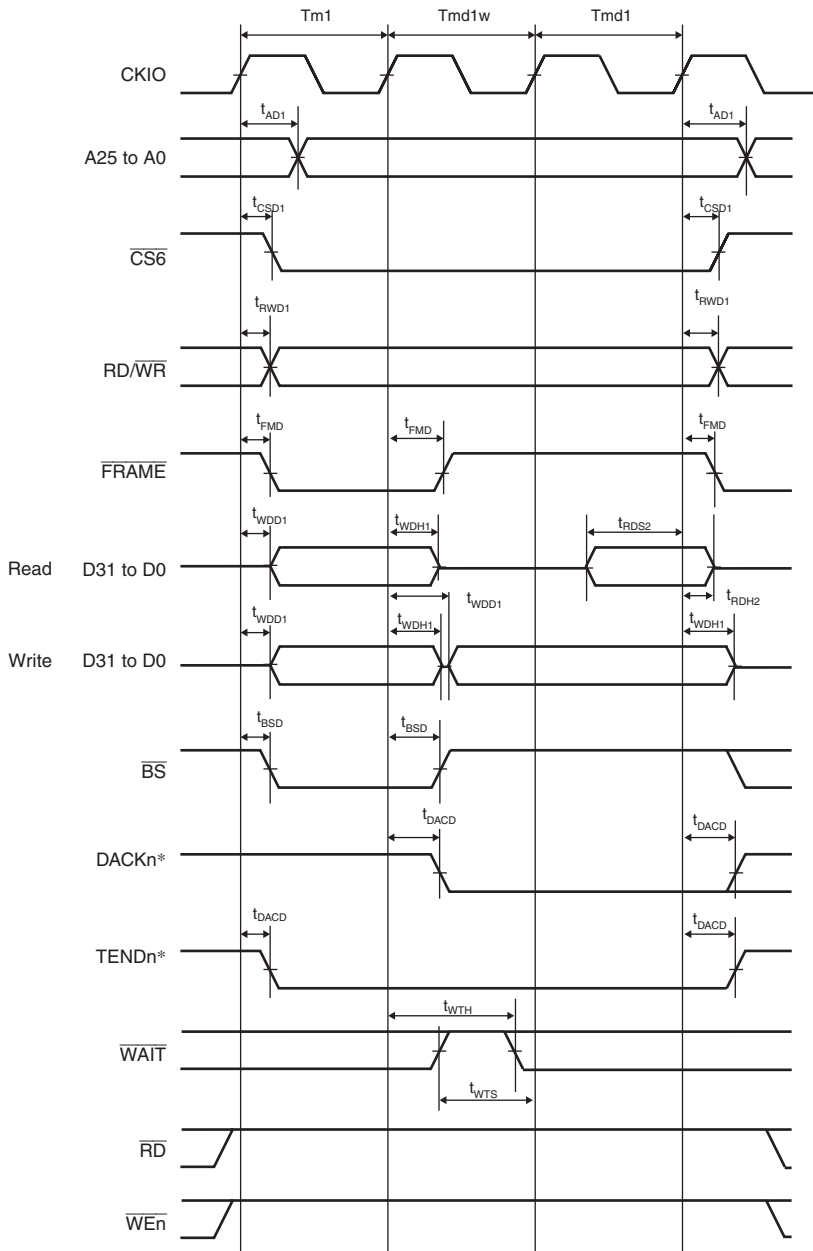 Tm1 Tmd1w Tmd1
CKIO
tAD1 tAD1
A25 to A0
tCSD1 tCSD1
CS6
tRWD1 tRWD1
RD/WR
tFMD tFMD tFMD
FRAME
tWDD1 tWDH1 tRDS2
Read D31 to D0
tWDD1 tRDH2
tWDD1 tWDH1 tWDH1
Write D31 to D0
tBSD tBSD
BS
tDACD tDACD
DACKn*
tDACD tDACD
TENDn*
tWTH
WAIT
tWTS
RD
WEn